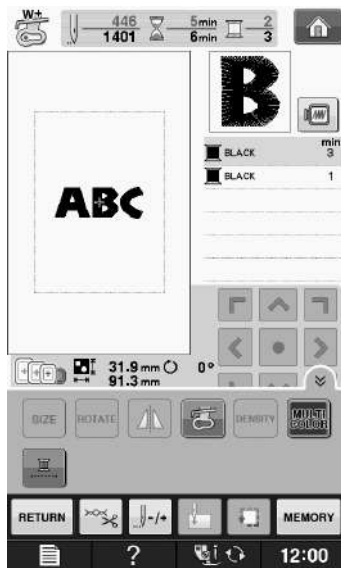 W+
446 5min 2
1401 6min 3
B
min
BLACK 3
BLACK 1
ABC
31.9 mm 0°
91.3 mm
SIZE ROTATE DENSITY MULTI COLOR
RETURN -/+ MEMORY
? 12:00